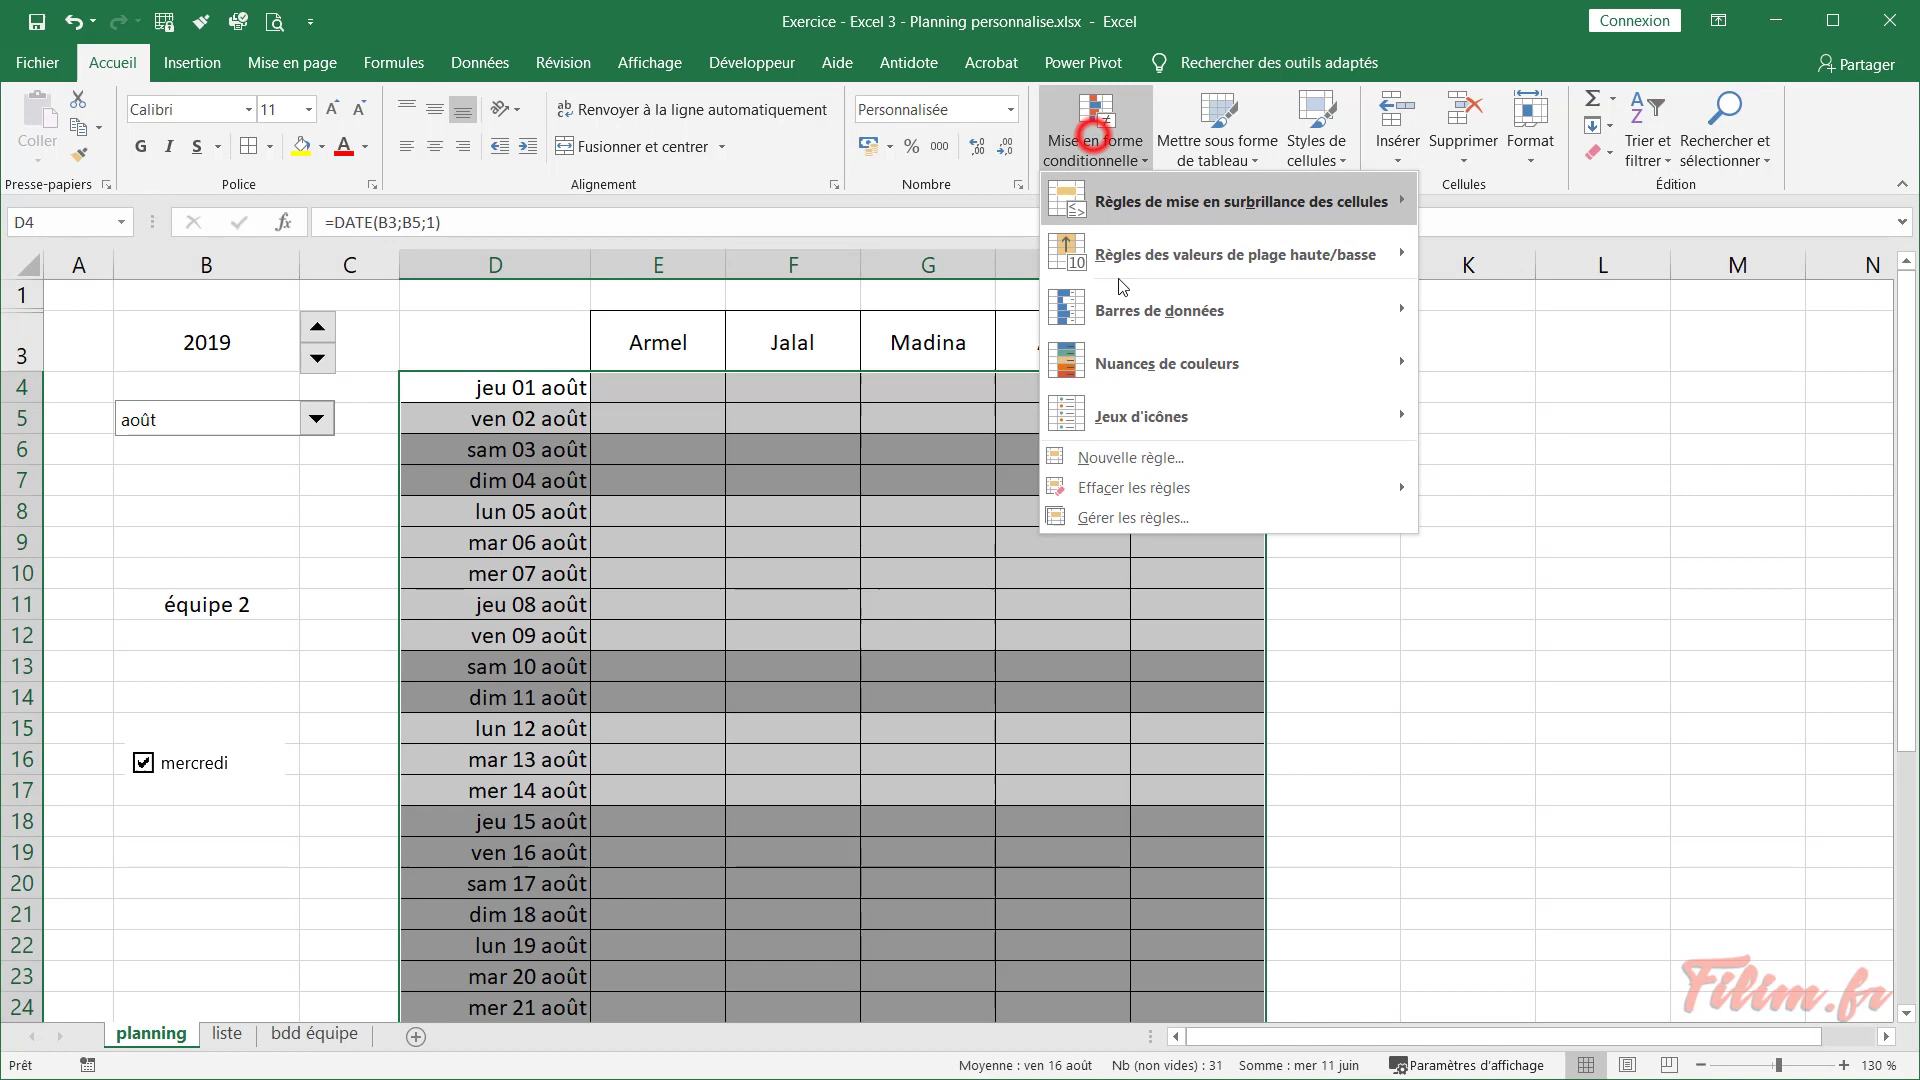 Exercice - Excel 3 - Planning personnalise.xlsx - Excel
Connexion
Fichier Accueil Insertion Mise en page Formules Données Révision Affichage Développeur Aide Antidote Acrobat Power Pivot Rechercher des outils adaptés Partager
Coller
Calibri 11
G I S
Renvoyer à la ligne automatiquement
Fusionner et centrer
Personnalisée
% 000
Mise en forme conditionnelle
Mettre sous forme de tableau
Styles de cellules
Insérer Supprimer Format
Trier et filtrer
Rechercher et sélectionner
Presse-papiers Police Alignement Nombre Cellules Édition
D4 fx =DATE(B3;B5;1)
Règles de mise en surbrillance des cellules
Règles des valeurs de plage haute/basse
Barres de données
Nuances de couleurs
Jeux d'icônes
Nouvelle règle...
Effacer les règles
Gérer les règles...
A B C D E F G K L M N
1
3 2019 Armel Jalal Madina
4 jeu 01 août
5 août ven 02 août
6 sam 03 août
7 dim 04 août
8 lun 05 août
9 mar 06 août
10 mer 07 août
11 équipe 2 jeu 08 août
12 ven 09 août
13 sam 10 août
14 dim 11 août
15 lun 12 août
16 mercredi mar 13 août
17 mer 14 août
18 jeu 15 août
19 ven 16 août
20 sam 17 août
21 dim 18 août
22 lun 19 août
23 mar 20 août
24 mer 21 août
Filim.fr
planning liste bdd équipe
Prêt Moyenne : ven 16 août Nb (non vides) : 31 Somme : mer 11 juin Paramètres d'affichage 130 %